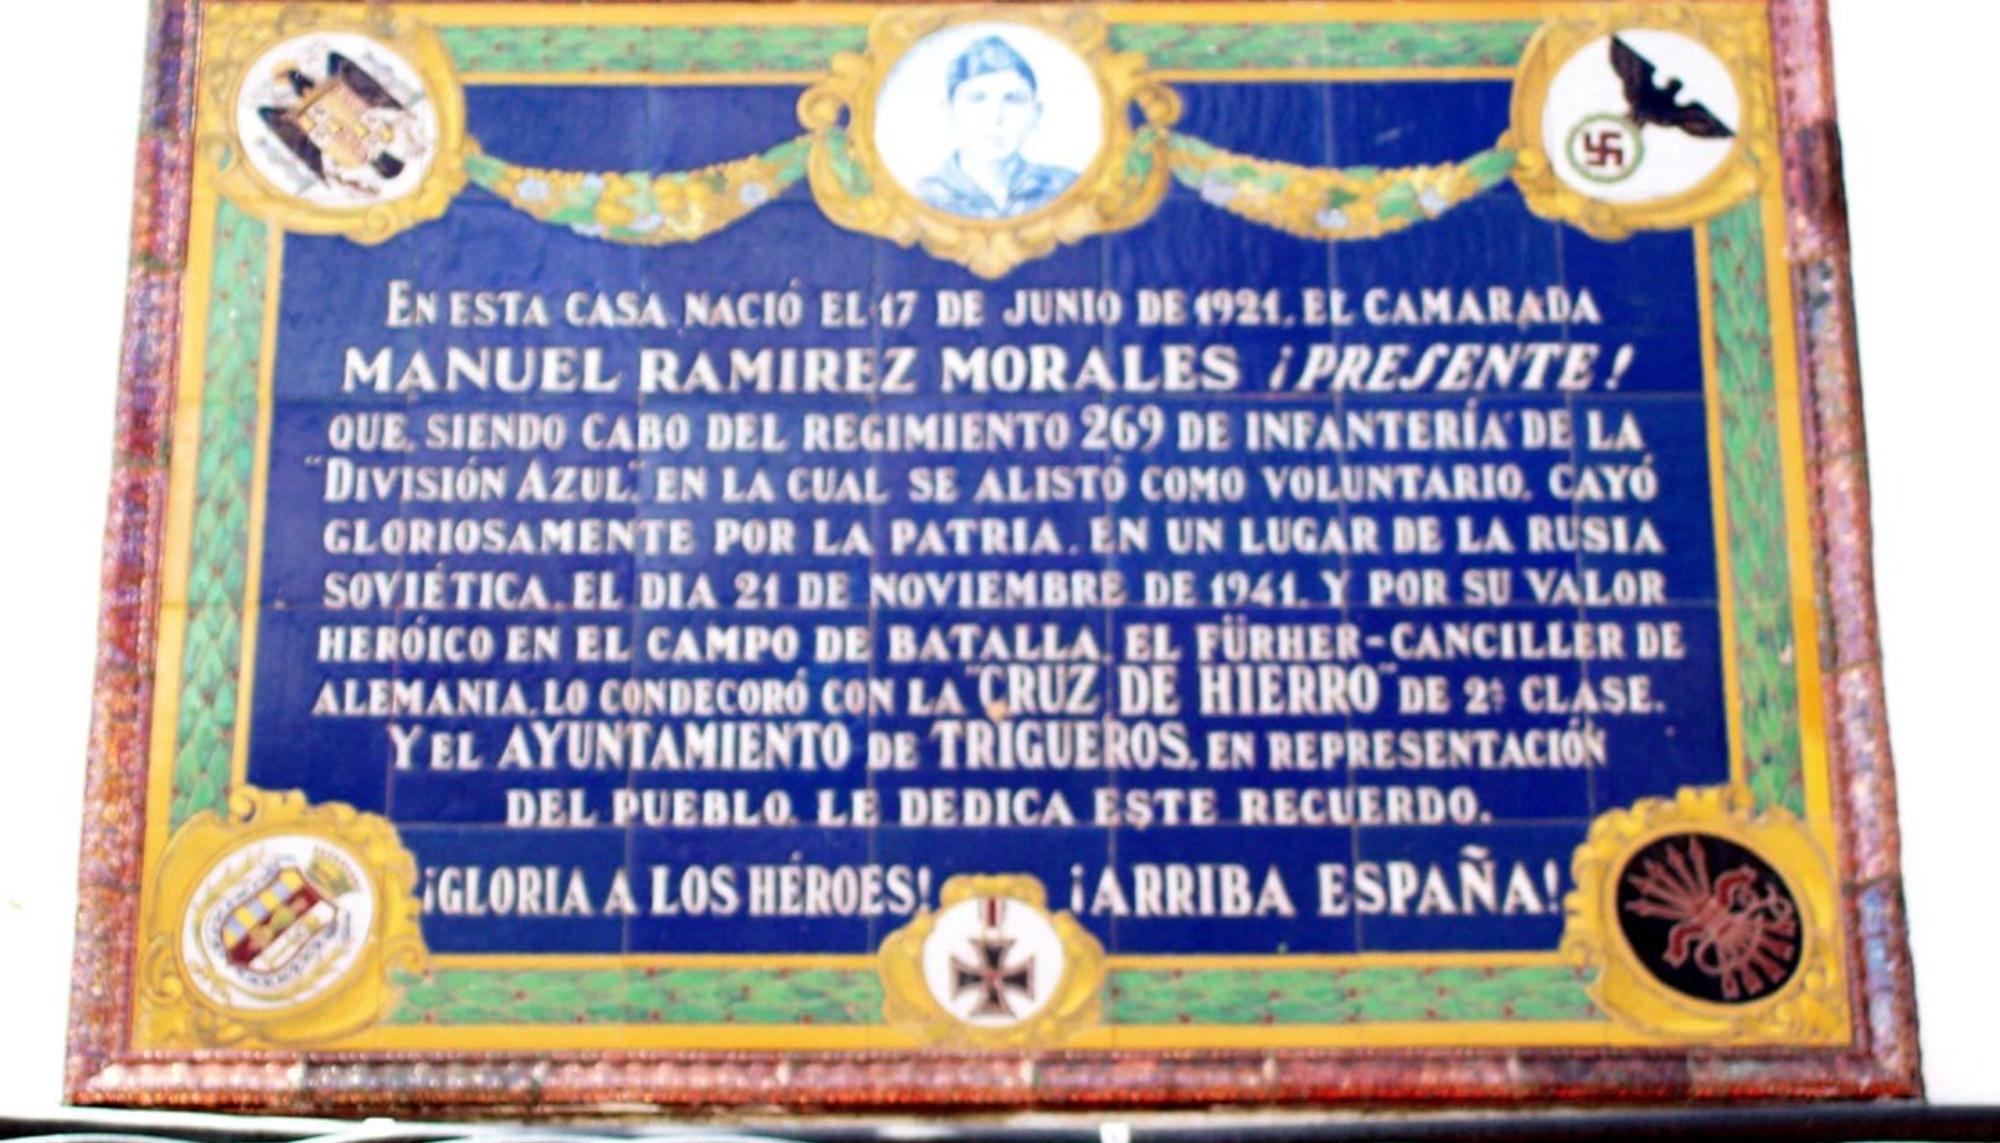 EN ESTA CASA NACIÓ EL 17 DE JUNIO DE 1921. EL CAMARADA
MANUEL RAMIREZ MORALES ¡PRESENTE!
QUE, SIENDO CABO DEL REGIMIENTO 269 DE INFANTERÍA DE LA
"DIVISIÓN AZUL", EN LA CUAL SE ALISTÓ COMO VOLUNTARIO, CAYÓ
GLORIOSAMENTE POR LA PATRIA, EN UN LUGAR DE LA RUSIA
SOVIÉTICA, EL DIA 21 DE NOVIEMBRE DE 1941. Y POR SU VALOR
HERÓICO EN EL CAMPO DE BATALLA, EL FÜRHER-CANCILLER DE
ALEMANIA, LO CONDECORÓ CON LA "CRUZ DE HIERRO" DE 2ª CLASE.
Y EL AYUNTAMIENTO DE TRIGUEROS, EN REPRESENTACIÓN
DEL PUEBLO, LE DEDICA ESTE RECUERDO.
¡GLORIA A LOS HÉROES! ¡ARRIBA ESPAÑA!